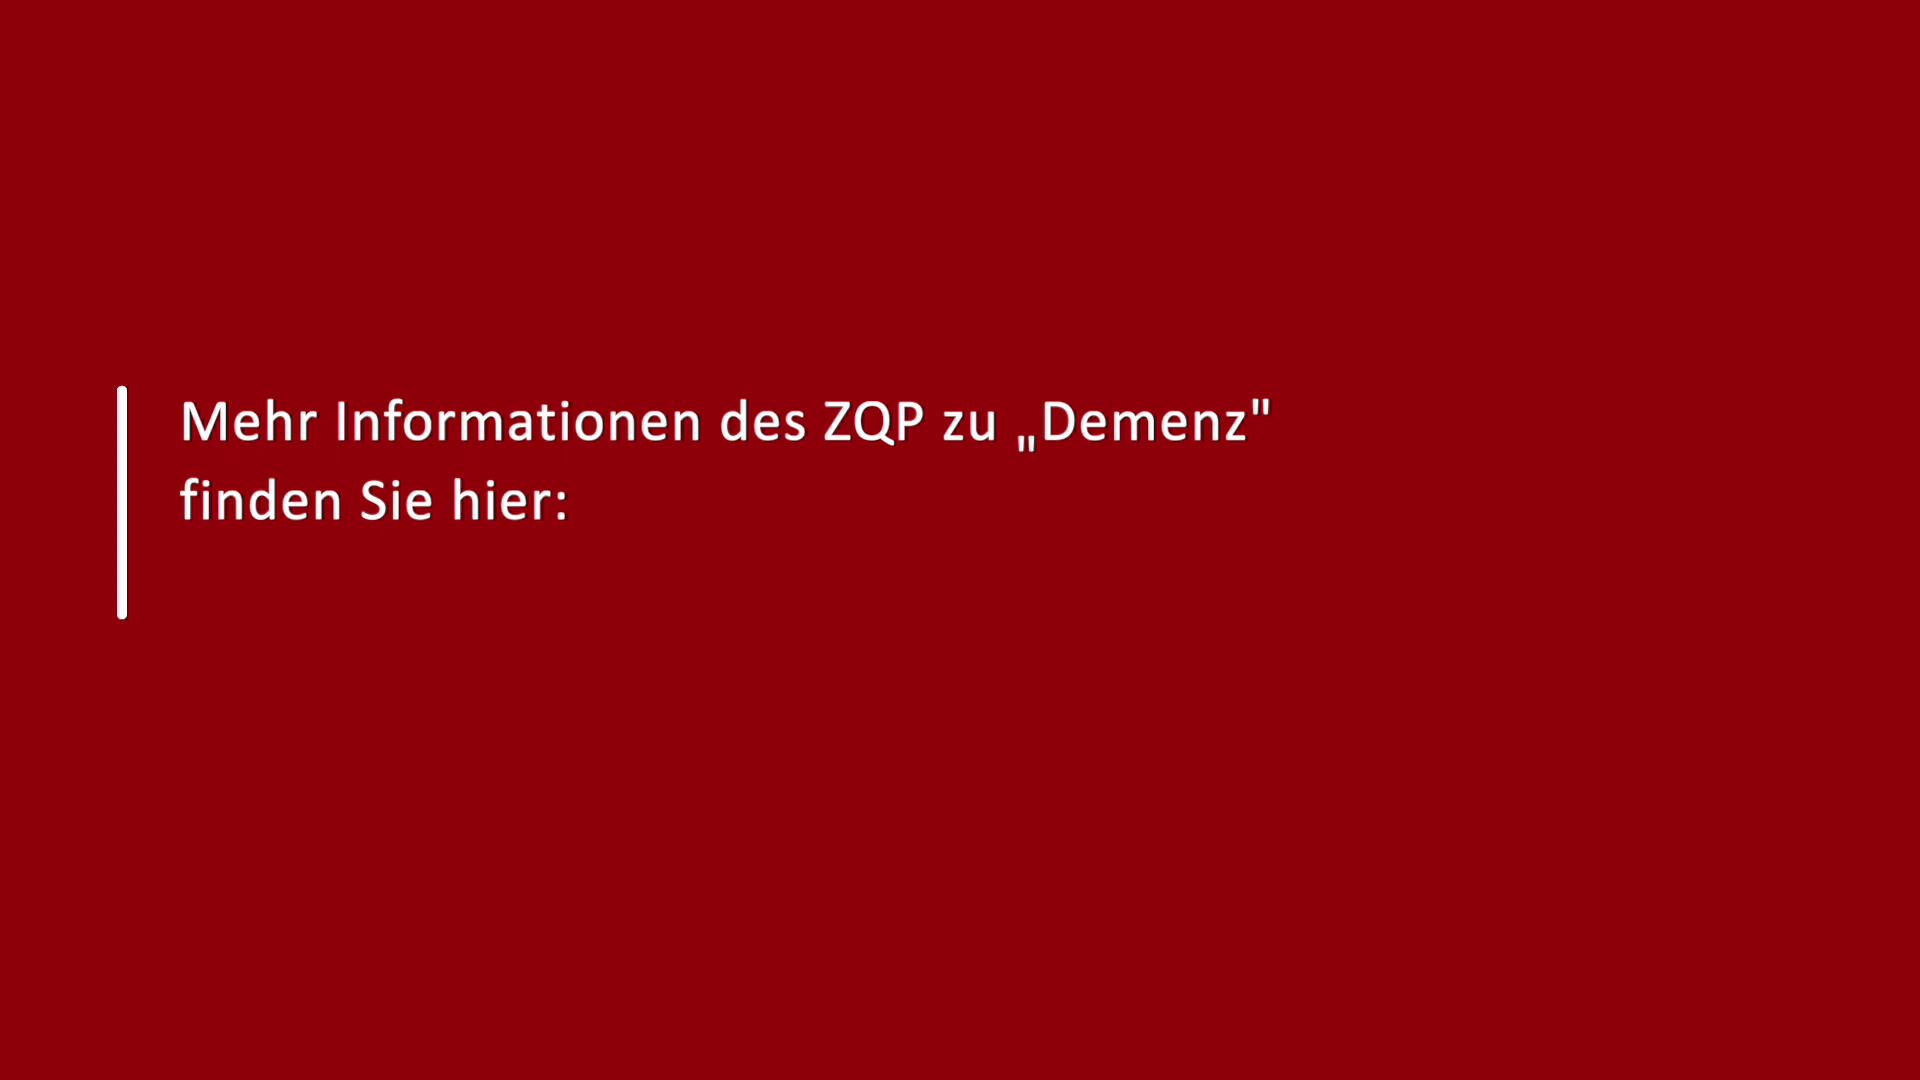 Mehr Informationen des ZQP zu „Demenz"
finden Sie hier: